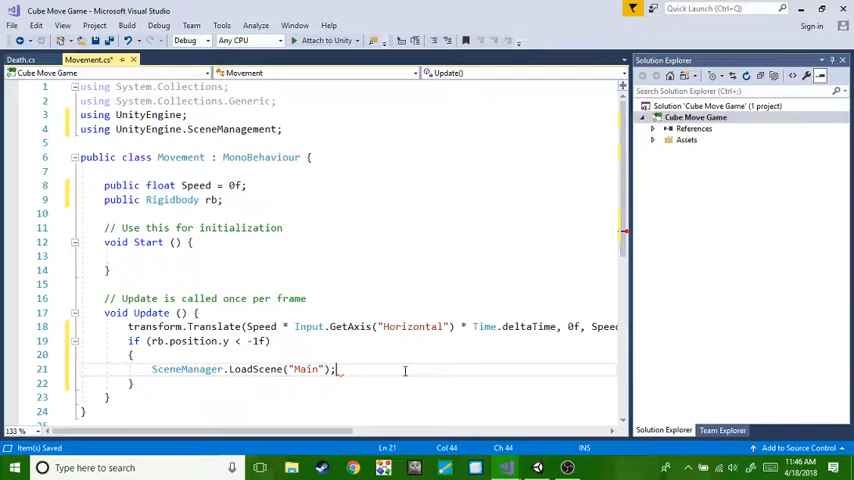 Cube Move Game - Microsoft Visual Studio
Quick Launch (Ctrl+Q)
File Edit View Project Build Debug Team Tools Analyze Window Help
Sign in
Debug Any CPU Attach to Unity
Death.cs Movement.cs*
Cube Move Game Movement Update()
1 using System.Collections;
2 using System.Collections.Generic;
3 using UnityEngine;
4 using UnityEngine.SceneManagement;
5
6 public class Movement : MonoBehaviour {
7
8 public float Speed = 0f;
9 public Rigidbody rb;
10
11 // Use this for initialization
12 void Start () {
13
14 }
15
16 // Update is called once per frame
17 void Update () {
18 transform.Translate(Speed * Input.GetAxis("Horizontal") * Time.deltaTime, 0f, Speed
19 if (rb.position.y < -1f)
20 {
21 SceneManager.LoadScene("Main");
22 }
23 }
24 }
133 %
Solution Explorer
Search Solution Explorer (Ctrl+;)
Solution 'Cube Move Game' (1 project)
Cube Move Game
References
Assets
Solution Explorer Team Explorer
Item(s) Saved Ln 21 Col 44 Ch 44 INS Add to Source Control
Type here to search
11:46 AM
4/18/2018